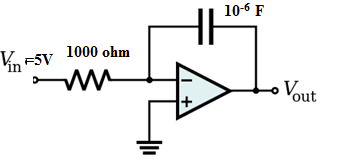 10⁻⁶ F
Vin =5V 1000 ohm
−
+
Vout